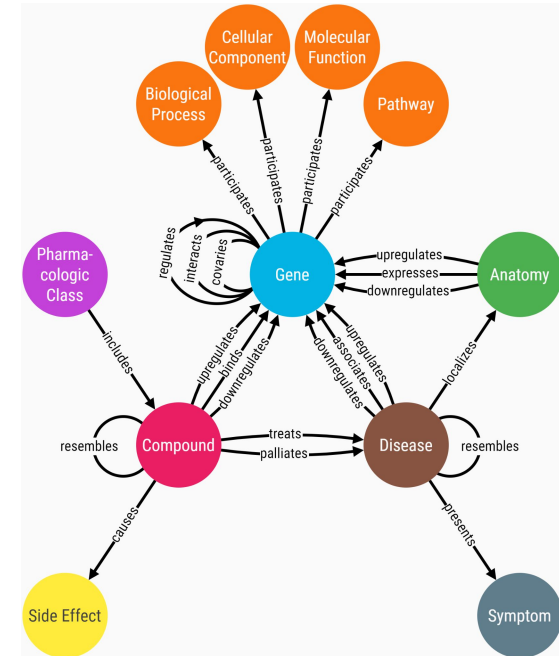 Cellular
Component
Molecular
Function
Biological
Process
Pathway
participates
participates
participates
participates
regulates
interacts
covaries
Gene
upregulates
expresses
downregulates
Anatomy
Pharma-
cologic
Class
includes
upregulates
binds
downregulates
downregulates
associates
upregulates
localizes
resembles
Compound
treats
palliates
Disease
resembles
causes
presents
Side Effect
Symptom